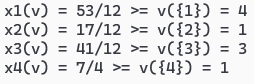 x1(v) = 53/12 >= v({1}) = 4
x2(v) = 17/12 >= v({2}) = 1
x3(v) = 41/12 >= v({3}) = 3
x4(v) = 7/4 >= v({4}) = 1